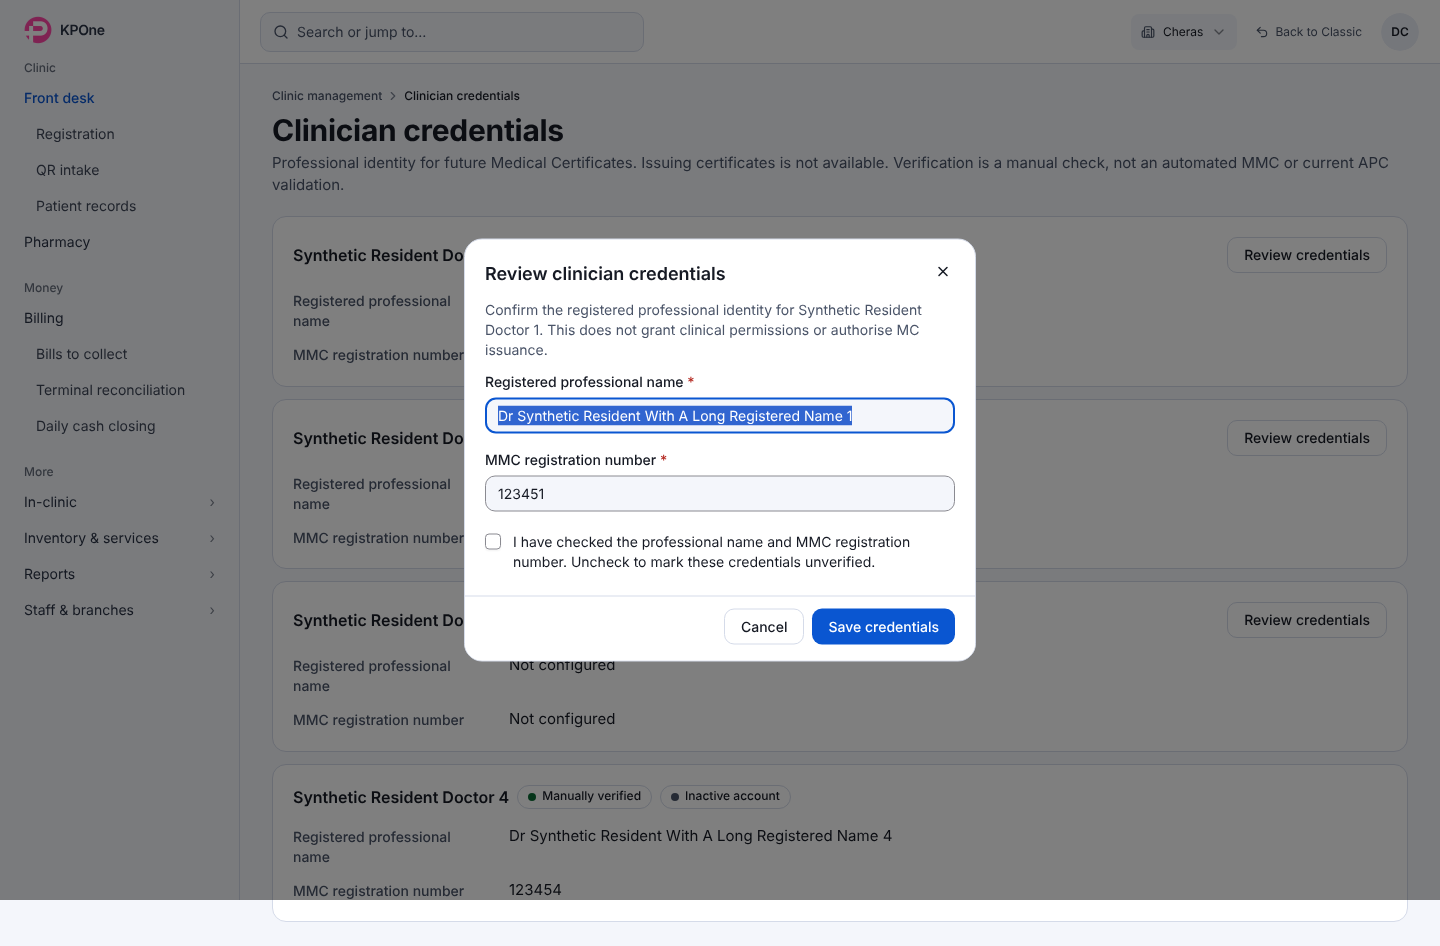 KPOne
Search or jump to...
Cheras
Back to Classic
DC
Clinic
Front desk
Registration
QR intake
Patient records
Pharmacy
Money
Billing
Bills to collect
Terminal reconciliation
Daily cash closing
More
In-clinic
Inventory & services
Reports
Staff & branches
Clinic management > Clinician credentials
Clinician credentials
Professional identity for future Medical Certificates. Issuing certificates is not available. Verification is a manual check, not an automated MMC or current APC
validation.
Synthetic Resident Do
Review credentials
Registered professional
name
MMC registration number
Synthetic Resident Do
Review credentials
Registered professional
name
MMC registration number
Synthetic Resident Do
Review credentials
Registered professional
name
Not configured
MMC registration number
Not configured
Synthetic Resident Doctor 4
Manually verified
Inactive account
Registered professional
name
Dr Synthetic Resident With A Long Registered Name 4
MMC registration number
123454
Review clinician credentials
Confirm the registered professional identity for Synthetic Resident
Doctor 1. This does not grant clinical permissions or authorise MC
issuance.
Registered professional name *
Dr Synthetic Resident With A Long Registered Name 1
MMC registration number *
123451
I have checked the professional name and MMC registration
number. Uncheck to mark these credentials unverified.
Cancel
Save credentials